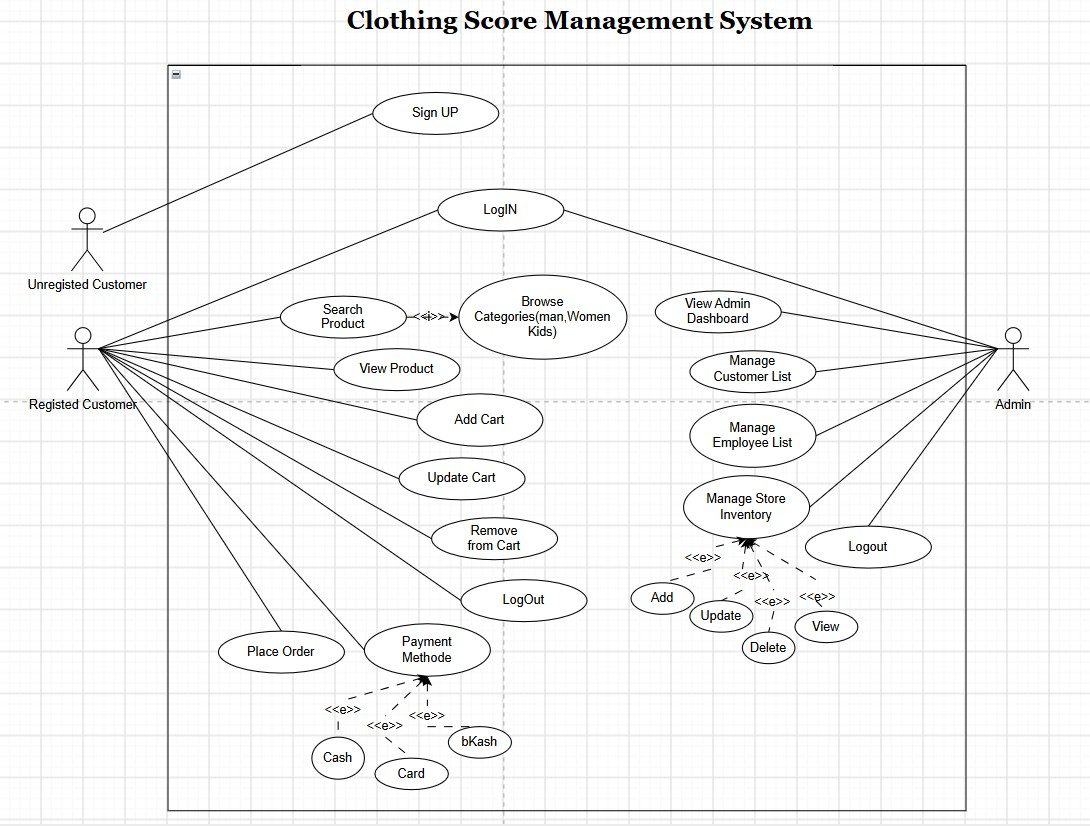 Clothing Score Management System
Sign UP
LogIN
Unregisted Customer
Search
Product
<<i>>
Browse
Categories(man,Women
Kids)
View Admin
Dashboard
View Product
Manage
Customer List
Registed Customer
Admin
Add Cart
Manage
Employee List
Update Cart
Manage Store
Inventory
Remove
from Cart
Logout
<<e>>
<<e>>
<<e>>
<<e>>
Add
Update
Delete
View
LogOut
Place Order
Payment
Methode
<<e>>
<<e>>
<<e>>
Cash
Card
bKash